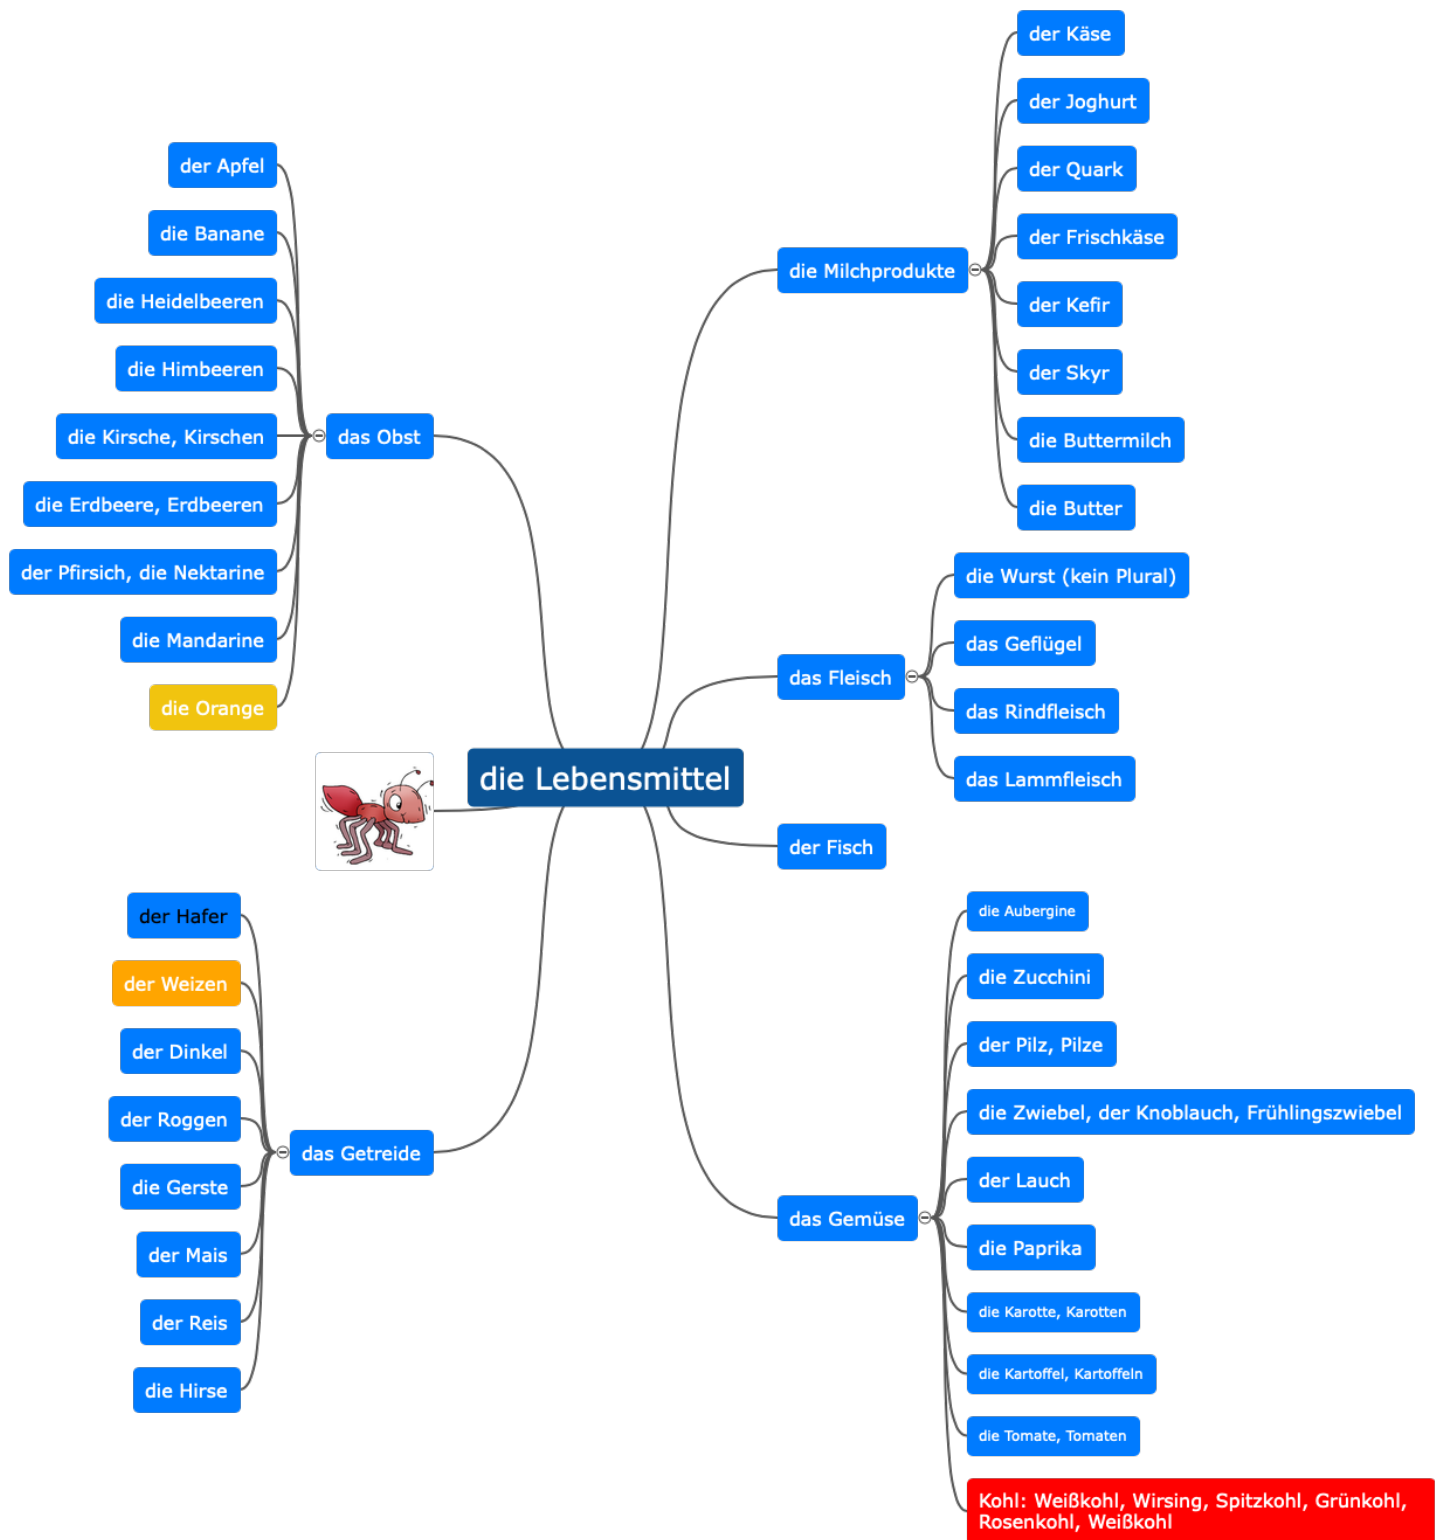 die Lebensmittel
die Milchprodukte
der Käse
der Joghurt
der Quark
der Frischkäse
der Kefir
der Skyr
die Buttermilch
die Butter
das Fleisch
die Wurst (kein Plural)
das Geflügel
das Rindfleisch
das Lammfleisch
der Fisch
das Gemüse
die Aubergine
die Zucchini
der Pilz, Pilze
die Zwiebel, der Knoblauch, Frühlingszwiebel
der Lauch
die Paprika
die Karotte, Karotten
die Kartoffel, Kartoffeln
die Tomate, Tomaten
Kohl: Weißkohl, Wirsing, Spitzkohl, Grünkohl,
Rosenkohl, Weißkohl
das Obst
der Apfel
die Banane
die Heidelbeeren
die Himbeeren
die Kirsche, Kirschen
die Erdbeere, Erdbeeren
der Pfirsich, die Nektarine
die Mandarine
die Orange
das Getreide
der Hafer
der Weizen
der Dinkel
der Roggen
die Gerste
der Mais
der Reis
die Hirse